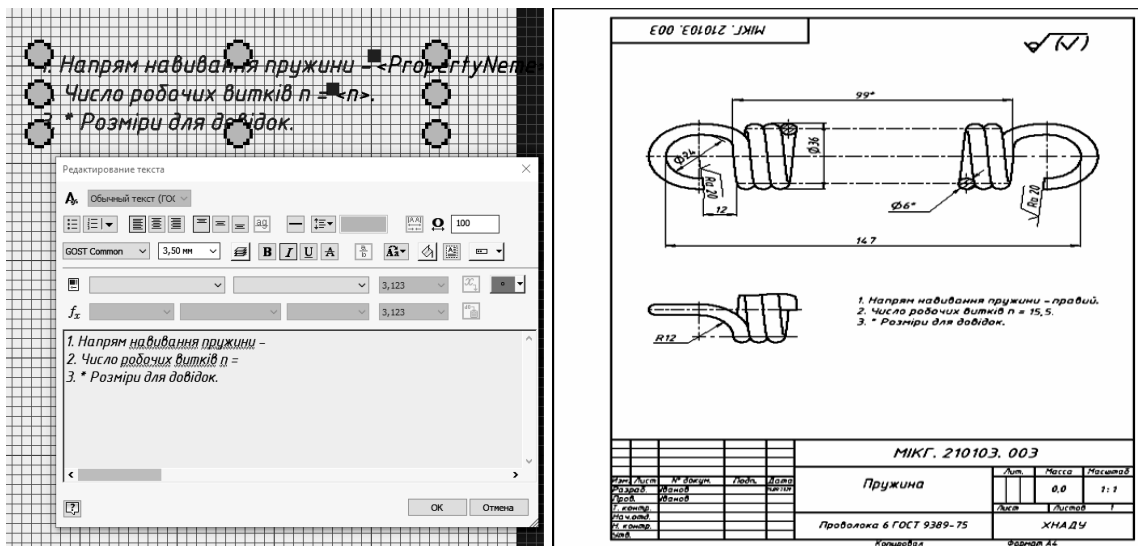 1. Напрям навивання пружини – <PropertyName>
Число робочих витків n = <n>.
3. * Розміри для довідок.
Редактирование текста
Обычный текст (ГОС
100
GOST Common
3,50 мм
B I U A
3,123
3,123
1. Напрям навивання пружини –
2. Число робочих витків n =
3. * Розміри для довідок.
ОК
Отмена
МІКГ. 210103. 003
99*
Ø24
Ø36
Ra 20
12
Ø6*
Ra 20
147
R12
1. Напрям навивання пружини – правий.
2. Число робочих витків n = 15,5.
3. * Розміри для довідок.
МІКГ. 210103. 003
Изм. Лист № докум. Подп. Дата
Разраб. Иванов
Пров. Иванов
Т. контр.
Нач.отд.
Н. контр.
Утв.
Пружина
Лит. Масса Масштаб
0,0 1:1
Лист Листов 1
Проволока 6 ГОСТ 9389-75
ХНАДУ
Копировал
Формат А4